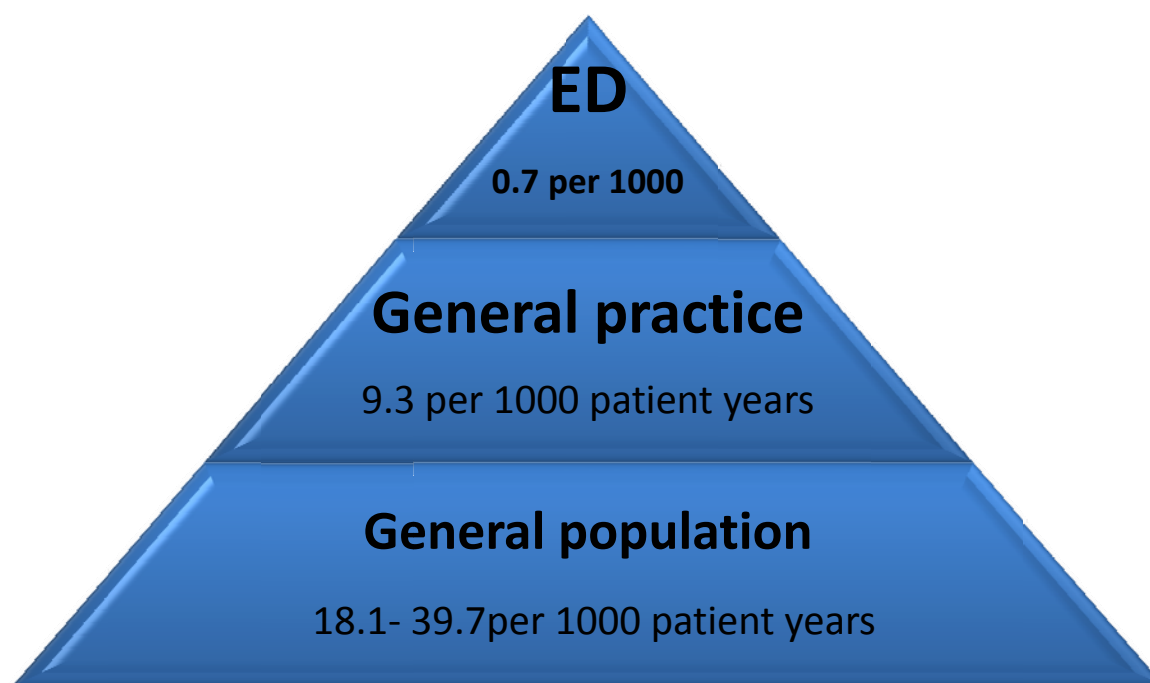 ED
0.7 per 1000
General practice
9.3 per 1000 patient years
General population
18.1- 39.7per 1000 patient years